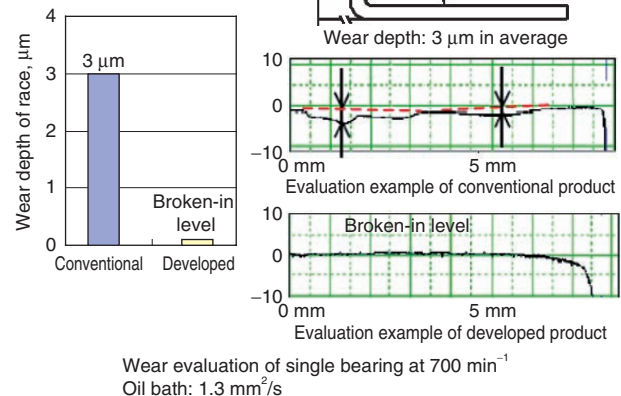 Wear depth of race, μm
4
3
2
1
0
3 μm
Broken-in
level
Conventional
Developed
Wear depth: 3 μm in average
10
0
−10
0 mm
5 mm
Evaluation example of conventional product
Broken-in level
10
0
−10
0 mm
5 mm
Evaluation example of developed product
Wear evaluation of single bearing at 700 min⁻¹
Oil bath: 1.3 mm²/s